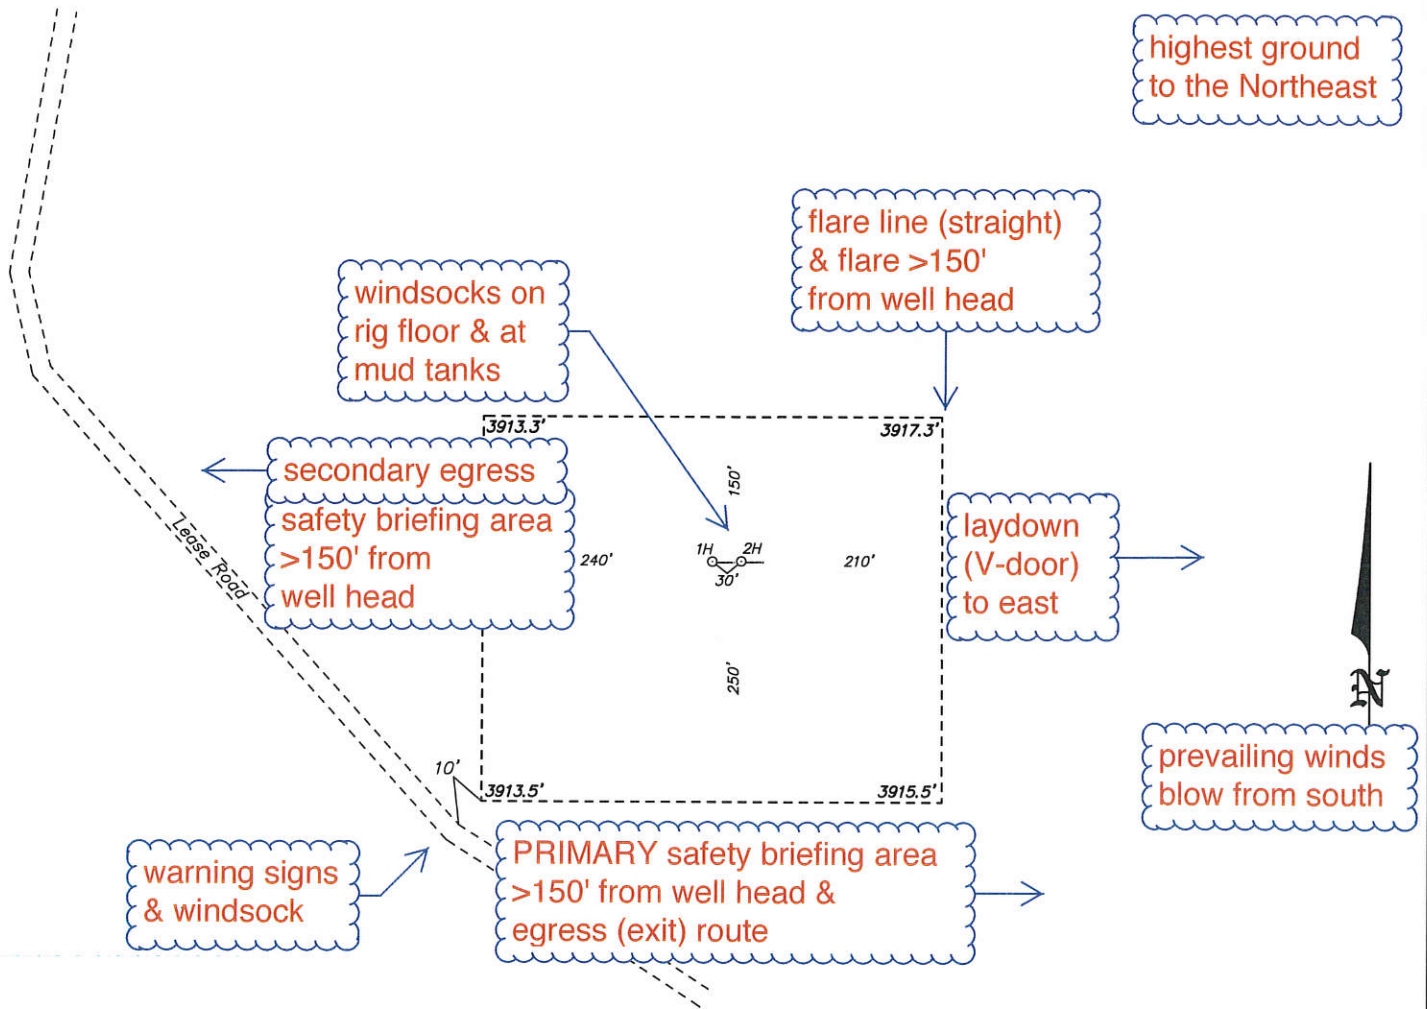 highest ground
to the Northeast
flare line (straight)
& flare >150'
from well head
windsocks on
rig floor & at
mud tanks
3913.3'
3917.3'
secondary egress
safety briefing area
>150' from
well head
150'
laydown
(V-door)
to east
Lease Road
240'
1H
2H
30'
210'
250'
N
prevailing winds
blow from south
10'
3913.5'
3915.5'
warning signs
& windsock
PRIMARY safety briefing area
>150' from well head &
egress (exit) route